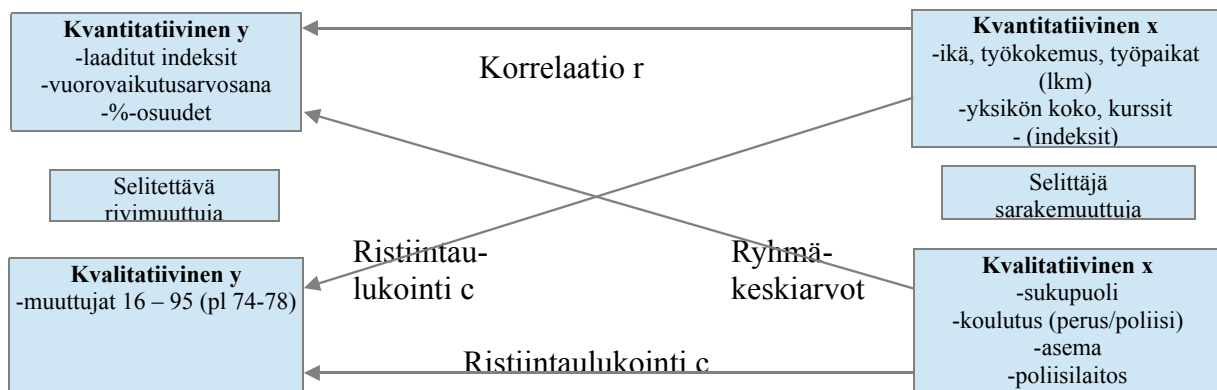 Kvantitatiivinen y
-laaditut indeksit
-vuorovaikutusarvosana
-%-osuudet
Korrelaatio r
Kvantitatiivinen x
-ikä, työkokemus, työpaikat
(lkm)
-yksikön koko, kurssit
- (indeksit)
Selitettävä
rivimuuttuja
Selittäjä
sarakemuuttuja
Ristiintau-
lukointi c
Ryhmä-
keskiarvot
Kvalitatiivinen y
-muuttujat 16 – 95 (pl 74-78)
Kvalitatiivinen x
-sukupuoli
-koulutus (perus/poliisi)
-asema
-poliisilaitos
Ristiintaulukointi c